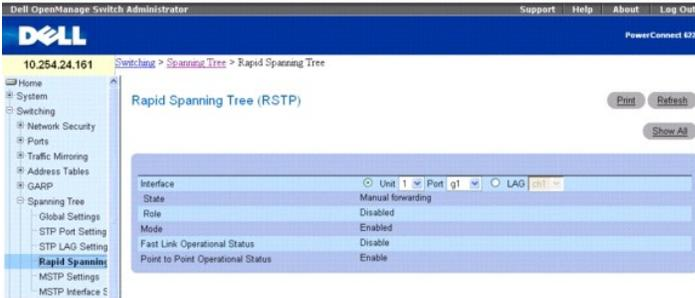 Dell OpenManage Switch Administrator Support Help About Log Out
DELL
PowerConnect 622
10.254.24.161 Switching > Spanning Tree > Rapid Spanning Tree
Home
System
Switching
Network Security
Ports
Traffic Mirroring
Address Tables
GARP
Spanning Tree
Global Settings
STP Port Setting
STP LAG Setting
Rapid Spanning
MSTP Settings
MSTP Interface S
Rapid Spanning Tree (RSTP)
Print Refresh
Show All
Interface Unit 1 Port g1 LAG ch1
State Manual forwarding
Role Disabled
Mode Enabled
Fast Link Operational Status Disable
Point to Point Operational Status Enable